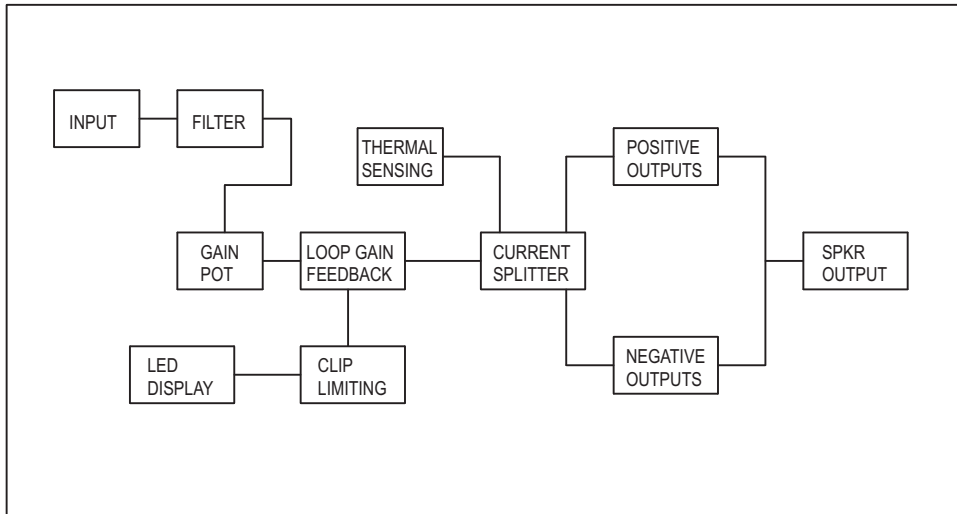 INPUT
FILTER
THERMAL
SENSING
POSITIVE
OUTPUTS
GAIN
POT
LOOP GAIN
FEEDBACK
CURRENT
SPLITTER
SPKR
OUTPUT
LED
DISPLAY
CLIP
LIMITING
NEGATIVE
OUTPUTS